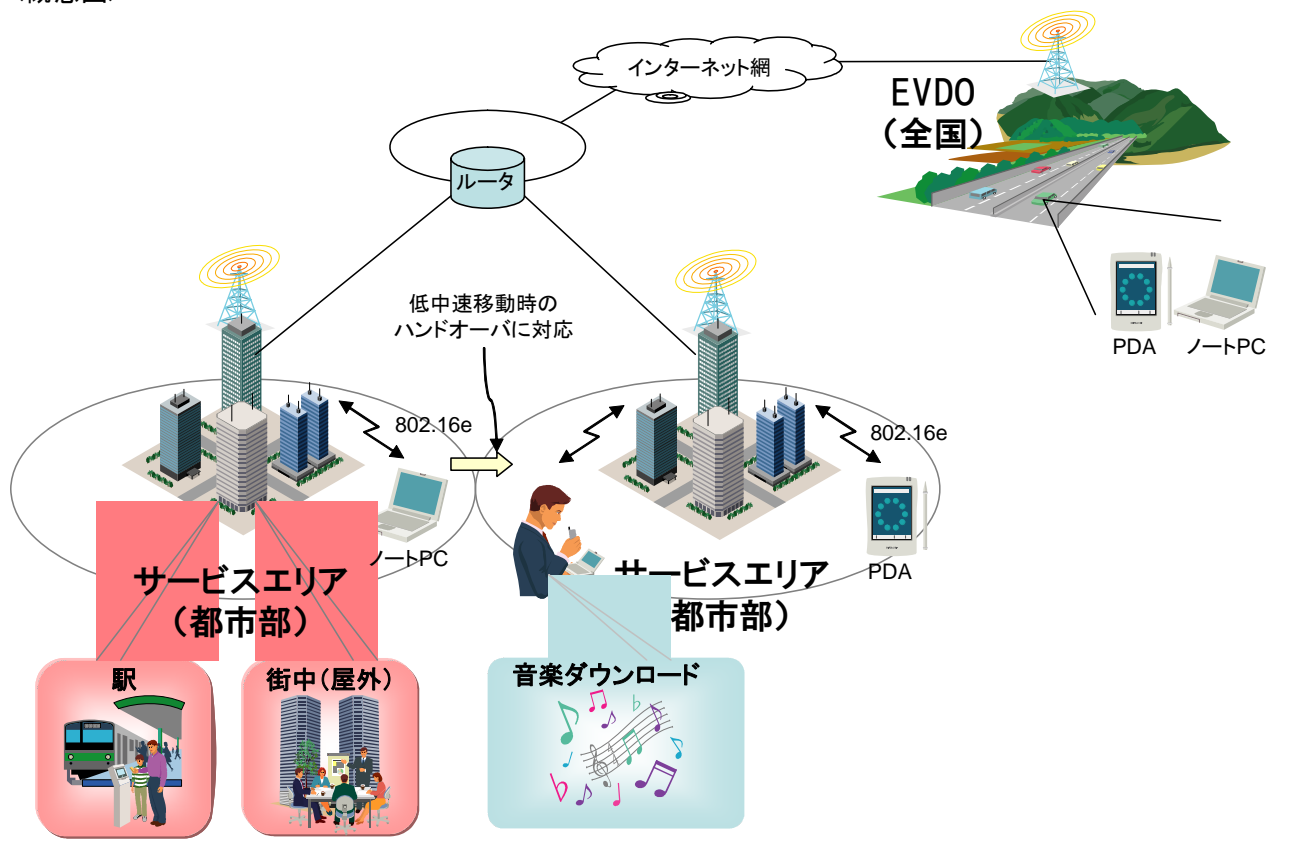 インターネット網
EVDO
（全国）
ルータ
低中速移動時の
ハンドオーバに対応
PDA
ノートPC
802.16e
802.16e
ノートPC
PDA
サービスエリア
（都市部）
サービスエリア
都市部）
駅
街中（屋外）
音楽ダウンロード